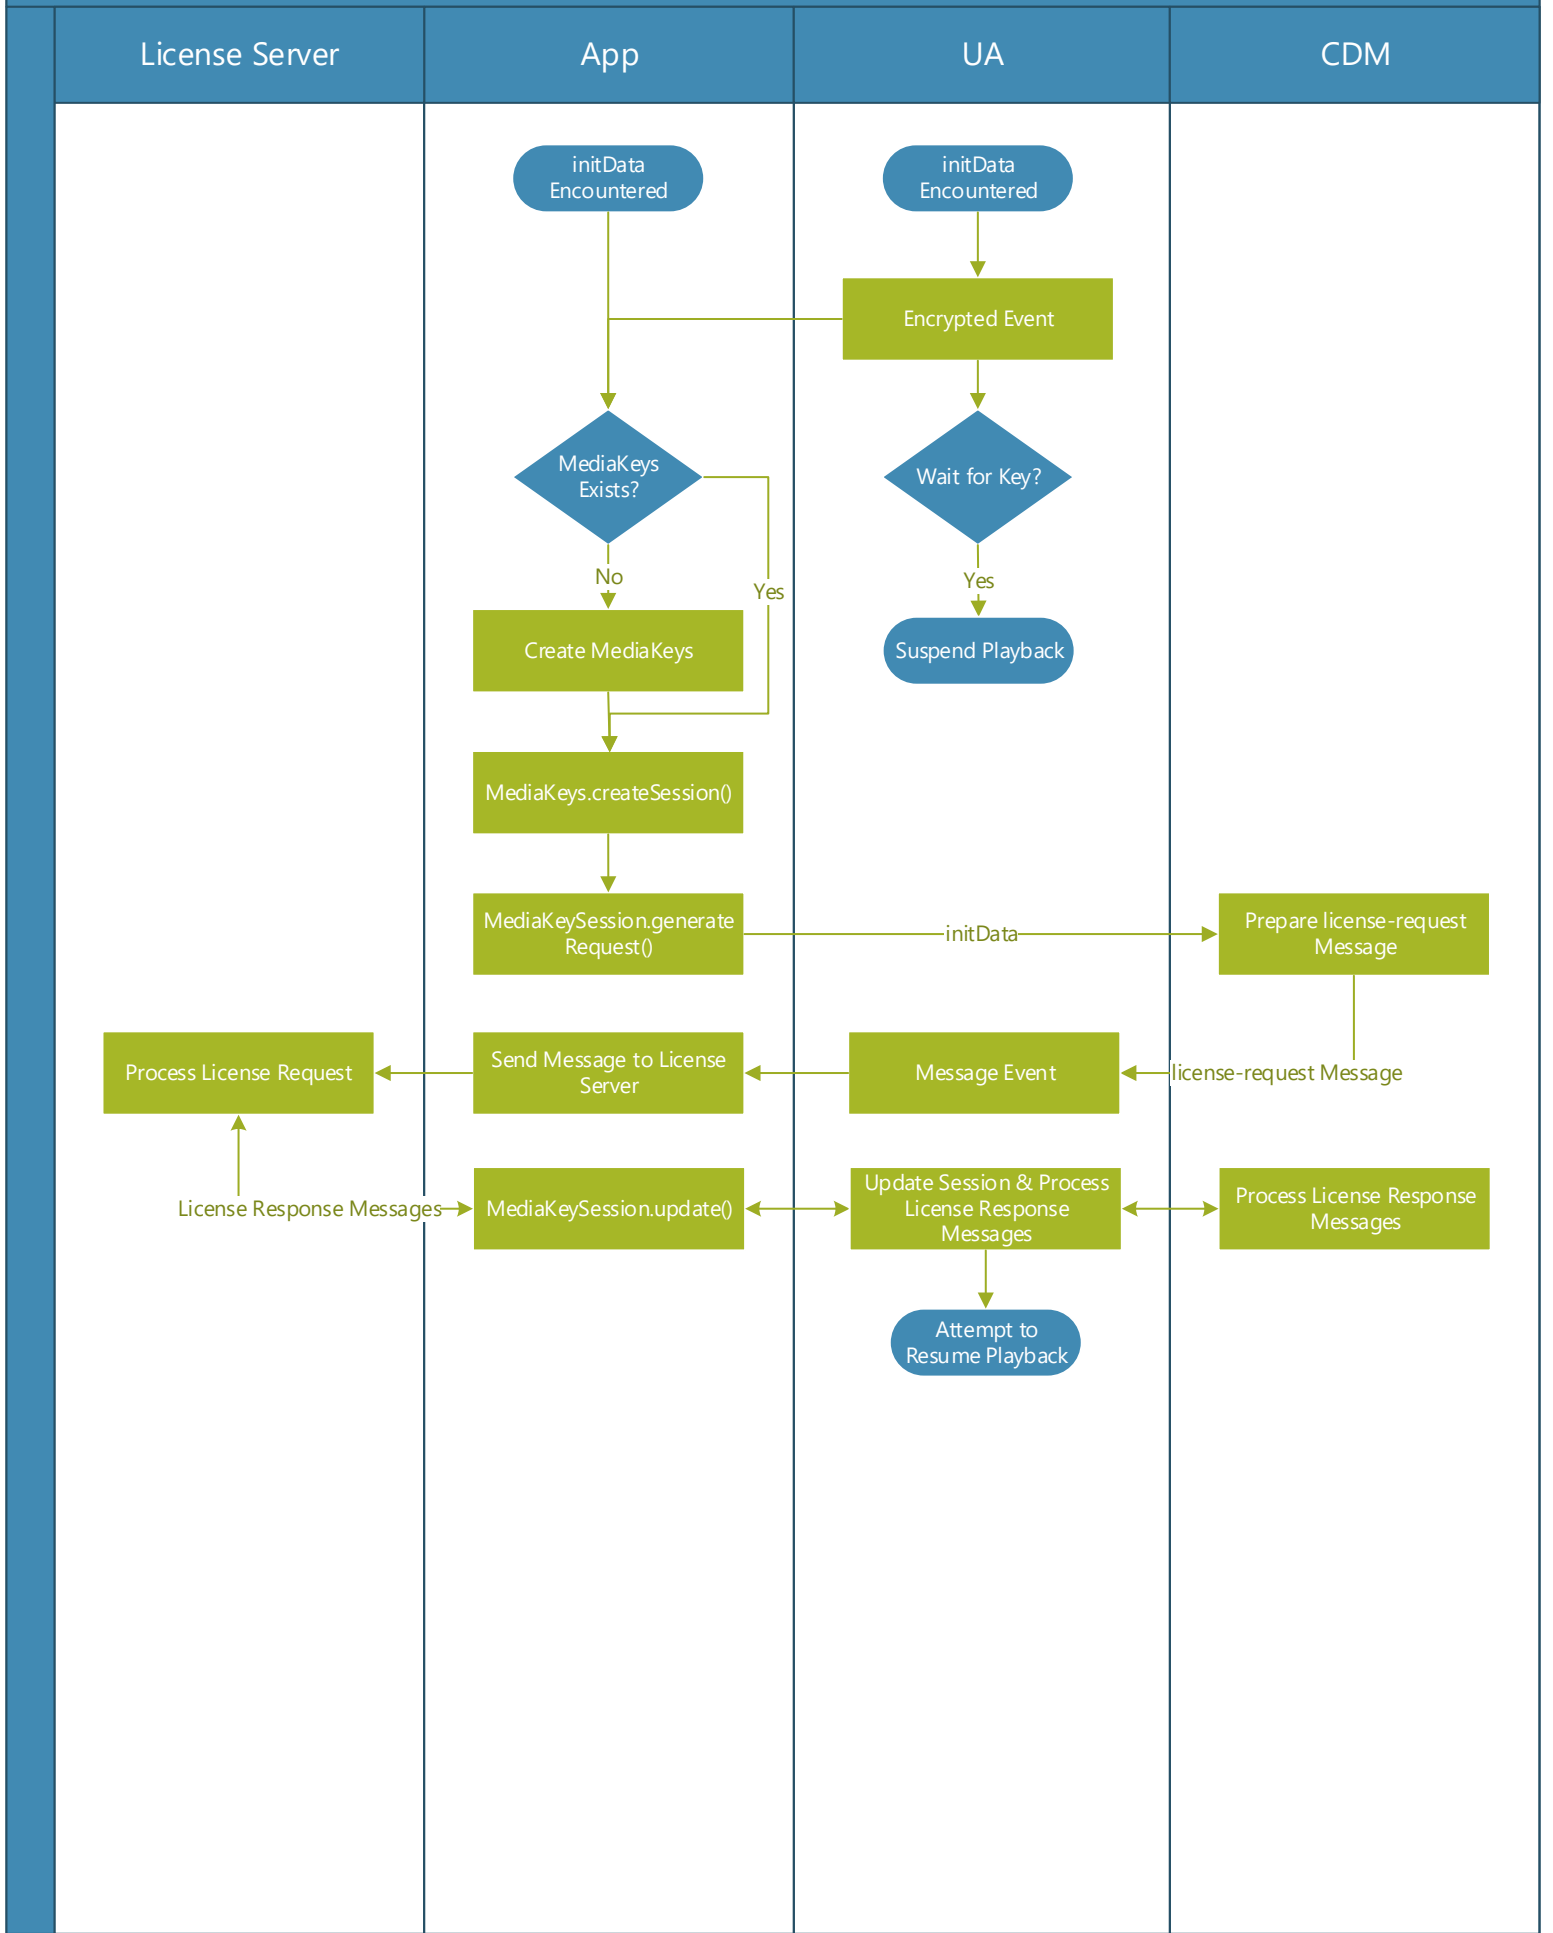 License Server
App
UA
CDM
initData
Encountered
initData
Encountered
Encrypted Event
MediaKeys
Exists?
Wait for Key?
No
Yes
Yes
Create MediaKeys
Suspend Playback
MediaKeys.createSession()
MediaKeySession.generate
Request()
initData
Prepare license-request
Message
Process License Request
Send Message to License
Server
Message Event
license-request Message
License Response Messages
MediaKeySession.update()
Update Session & Process
License Response
Messages
Process License Response
Messages
Attempt to
Resume Playback